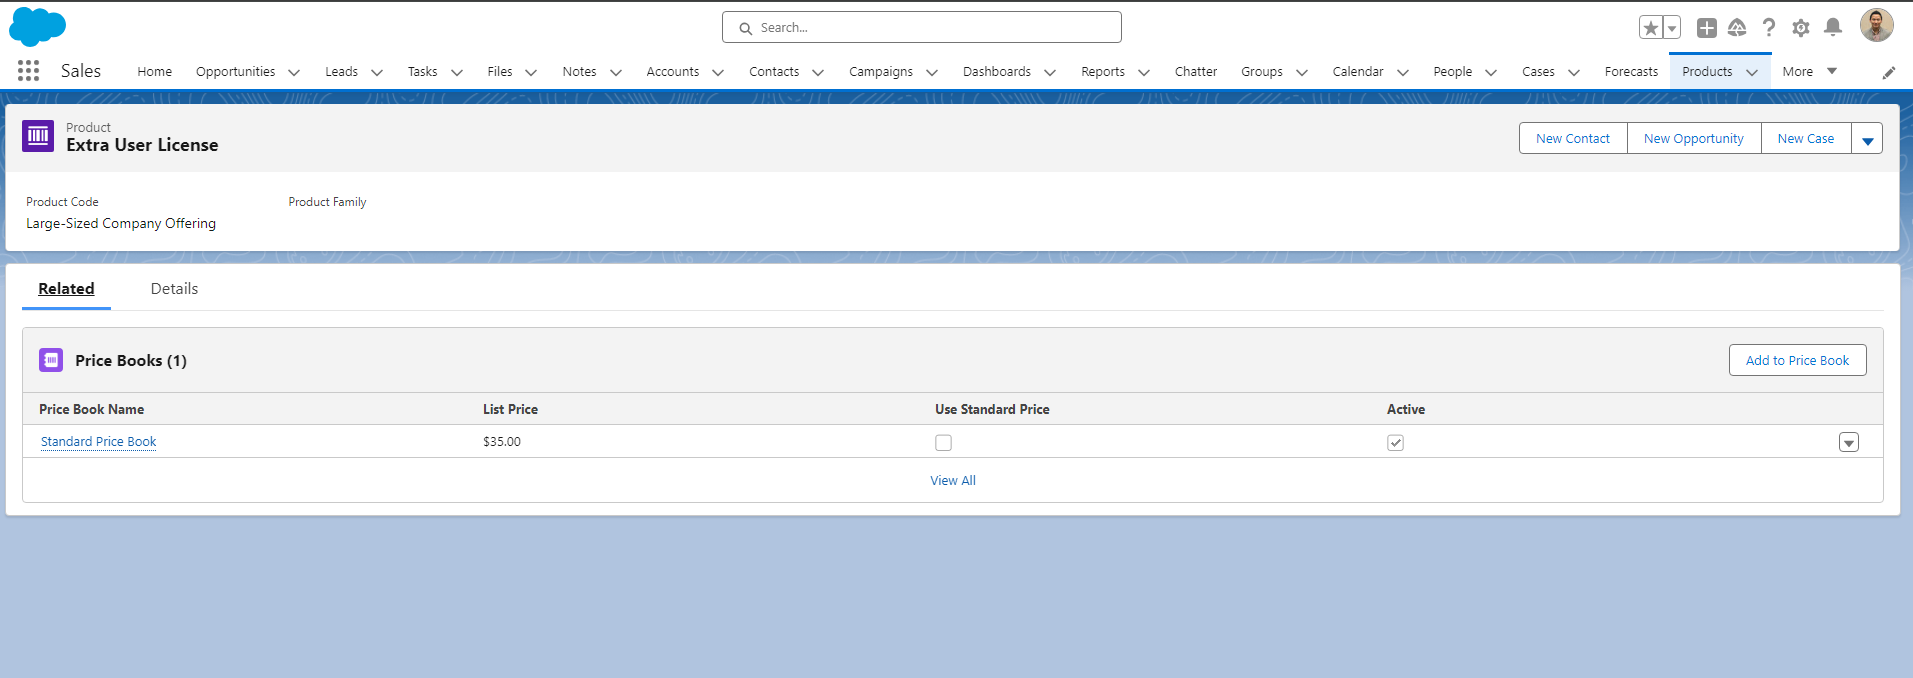 Search...
Sales Home Opportunities Leads Tasks Files Notes Accounts Contacts Campaigns Dashboards Reports Chatter Groups Calendar People Cases Forecasts Products More
Product
Extra User License
New Contact New Opportunity New Case
Product Code Product Family
Large-Sized Company Offering
Related Details
Price Books (1) Add to Price Book
Price Book Name List Price Use Standard Price Active
Standard Price Book $35.00
View All